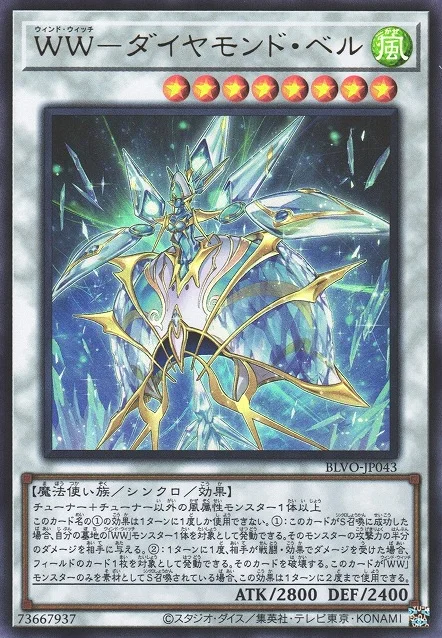 ウィンド・ウィッチ
WW－ダイヤモンド・ベル
かぜ
風
BLVO-JP043
【魔法使い族／シンクロ／効果】
チューナー＋チューナー以外の風属性モンスター1体以上
このカード名の①の効果は1ターンに1度しか使用できない。①：このカードがS召喚に成功した
場合、自分の墓地の「WW」モンスター1体を対象として発動できる。そのモンスターの攻撃力の半分
のダメージを相手に与える。②：1ターンに1度、相手が戦闘・効果でダメージを受けた場合、
フィールドのカード1枚を対象として発動できる。そのカードを破壊する。このカードが「WW」
モンスターのみを素材としてS召喚されている場合、この効果は1ターンに2度まで使用できる。
ATK/2800 DEF/2400
73667937 ©スタジオ・ダイス／集英社・テレビ東京・KONAMI